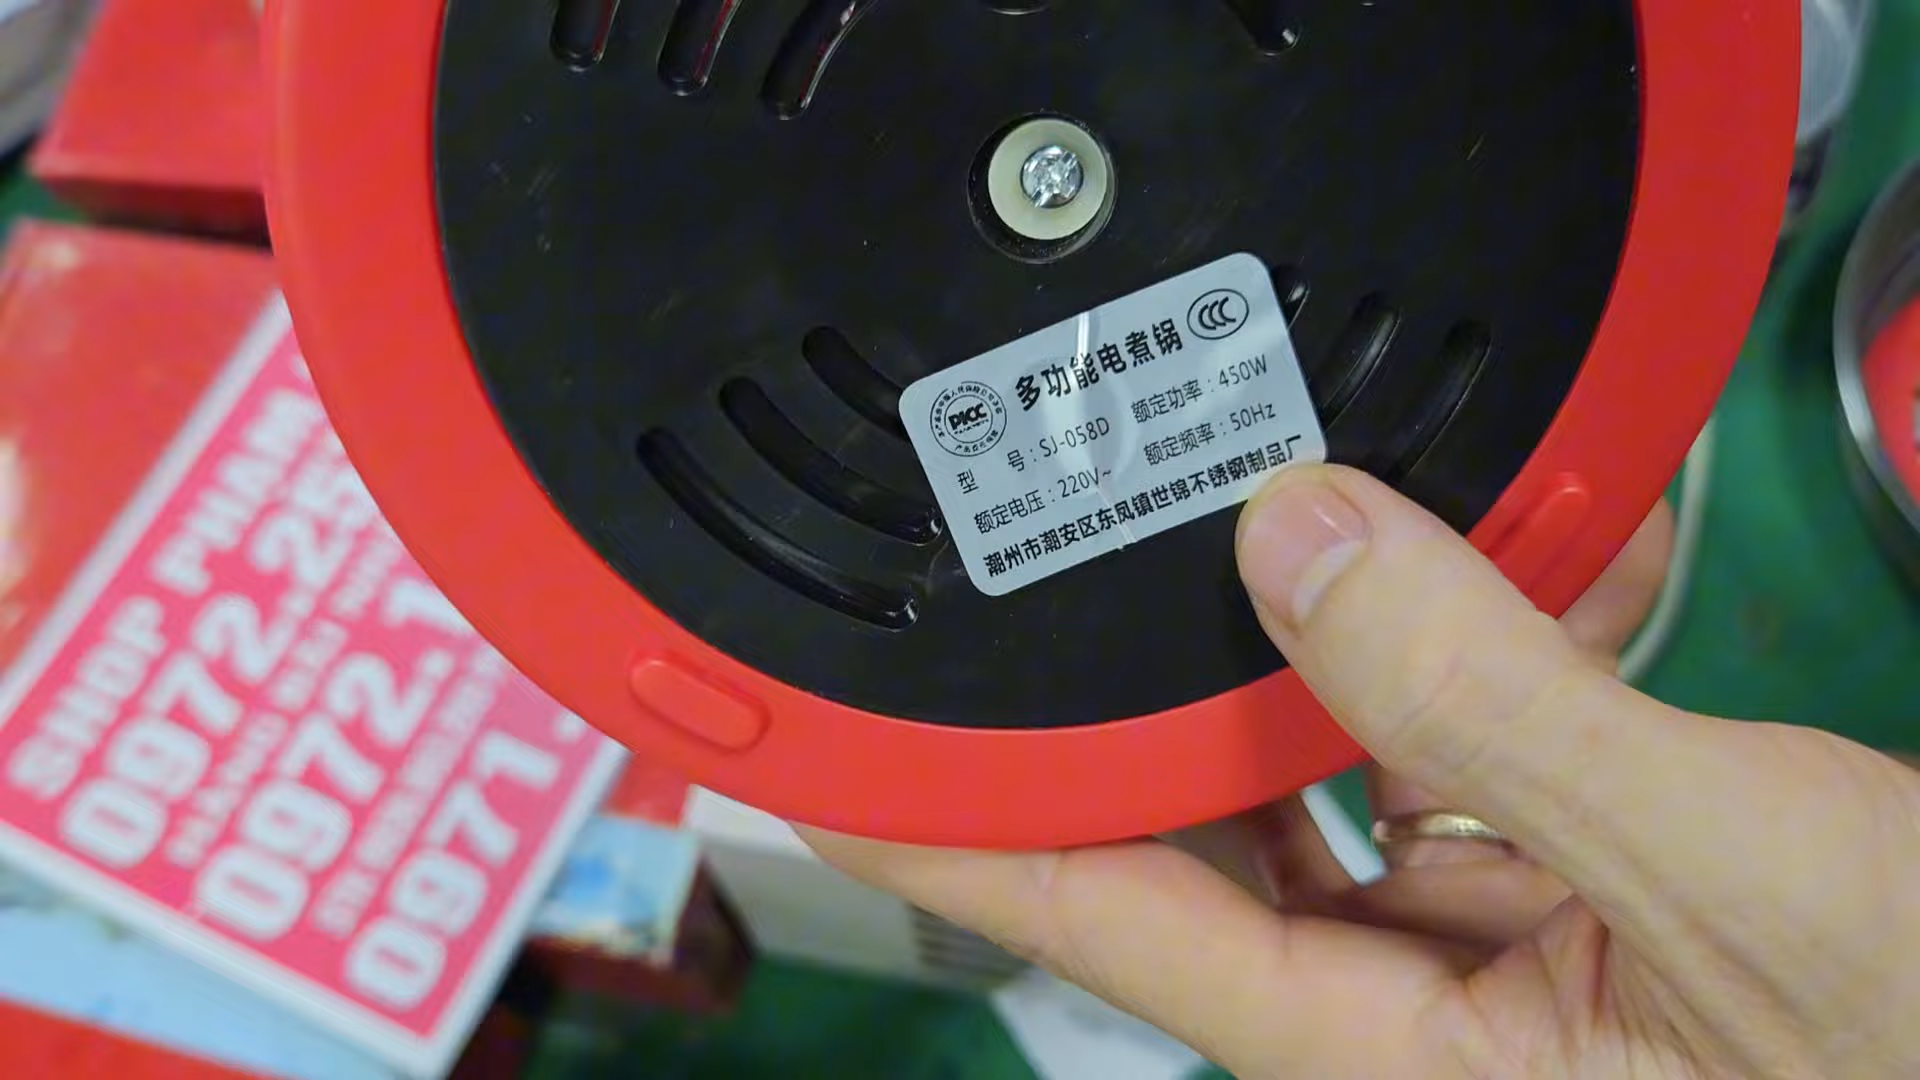 多功能电煮锅
CCC
PICC
型 号：SJ-058D 额定功率：450W
额定电压：220V~ 额定频率：50Hz
潮州市潮安区东凤镇世锦不锈钢制品厂
SHOP PHAM
0972.25
0972.1
0971.